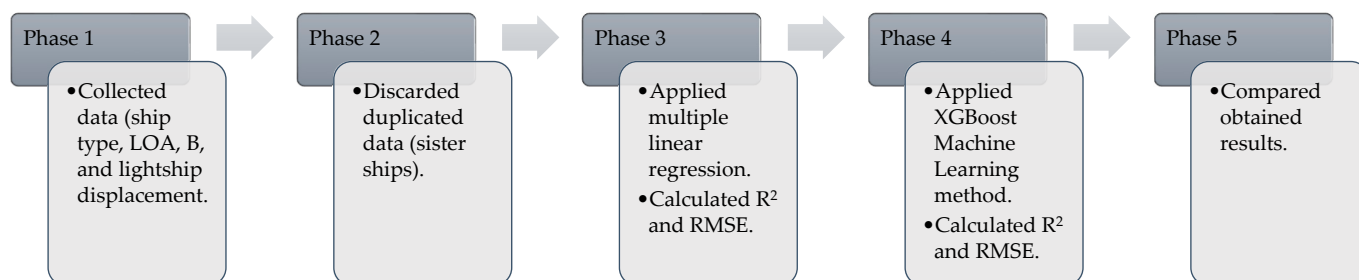 Phase 1
•Collected
data (ship
type, LOA, B,
and lightship
displacement.
Phase 2
•Discarded
duplicated
data (sister
ships).
Phase 3
•Applied
multiple
linear
regression.
•Calculated R²
and RMSE.
Phase 4
•Applied
XGBoost
Machine
Learning
method.
•Calculated R²
and RMSE.
Phase 5
•Compared
obtained
results.